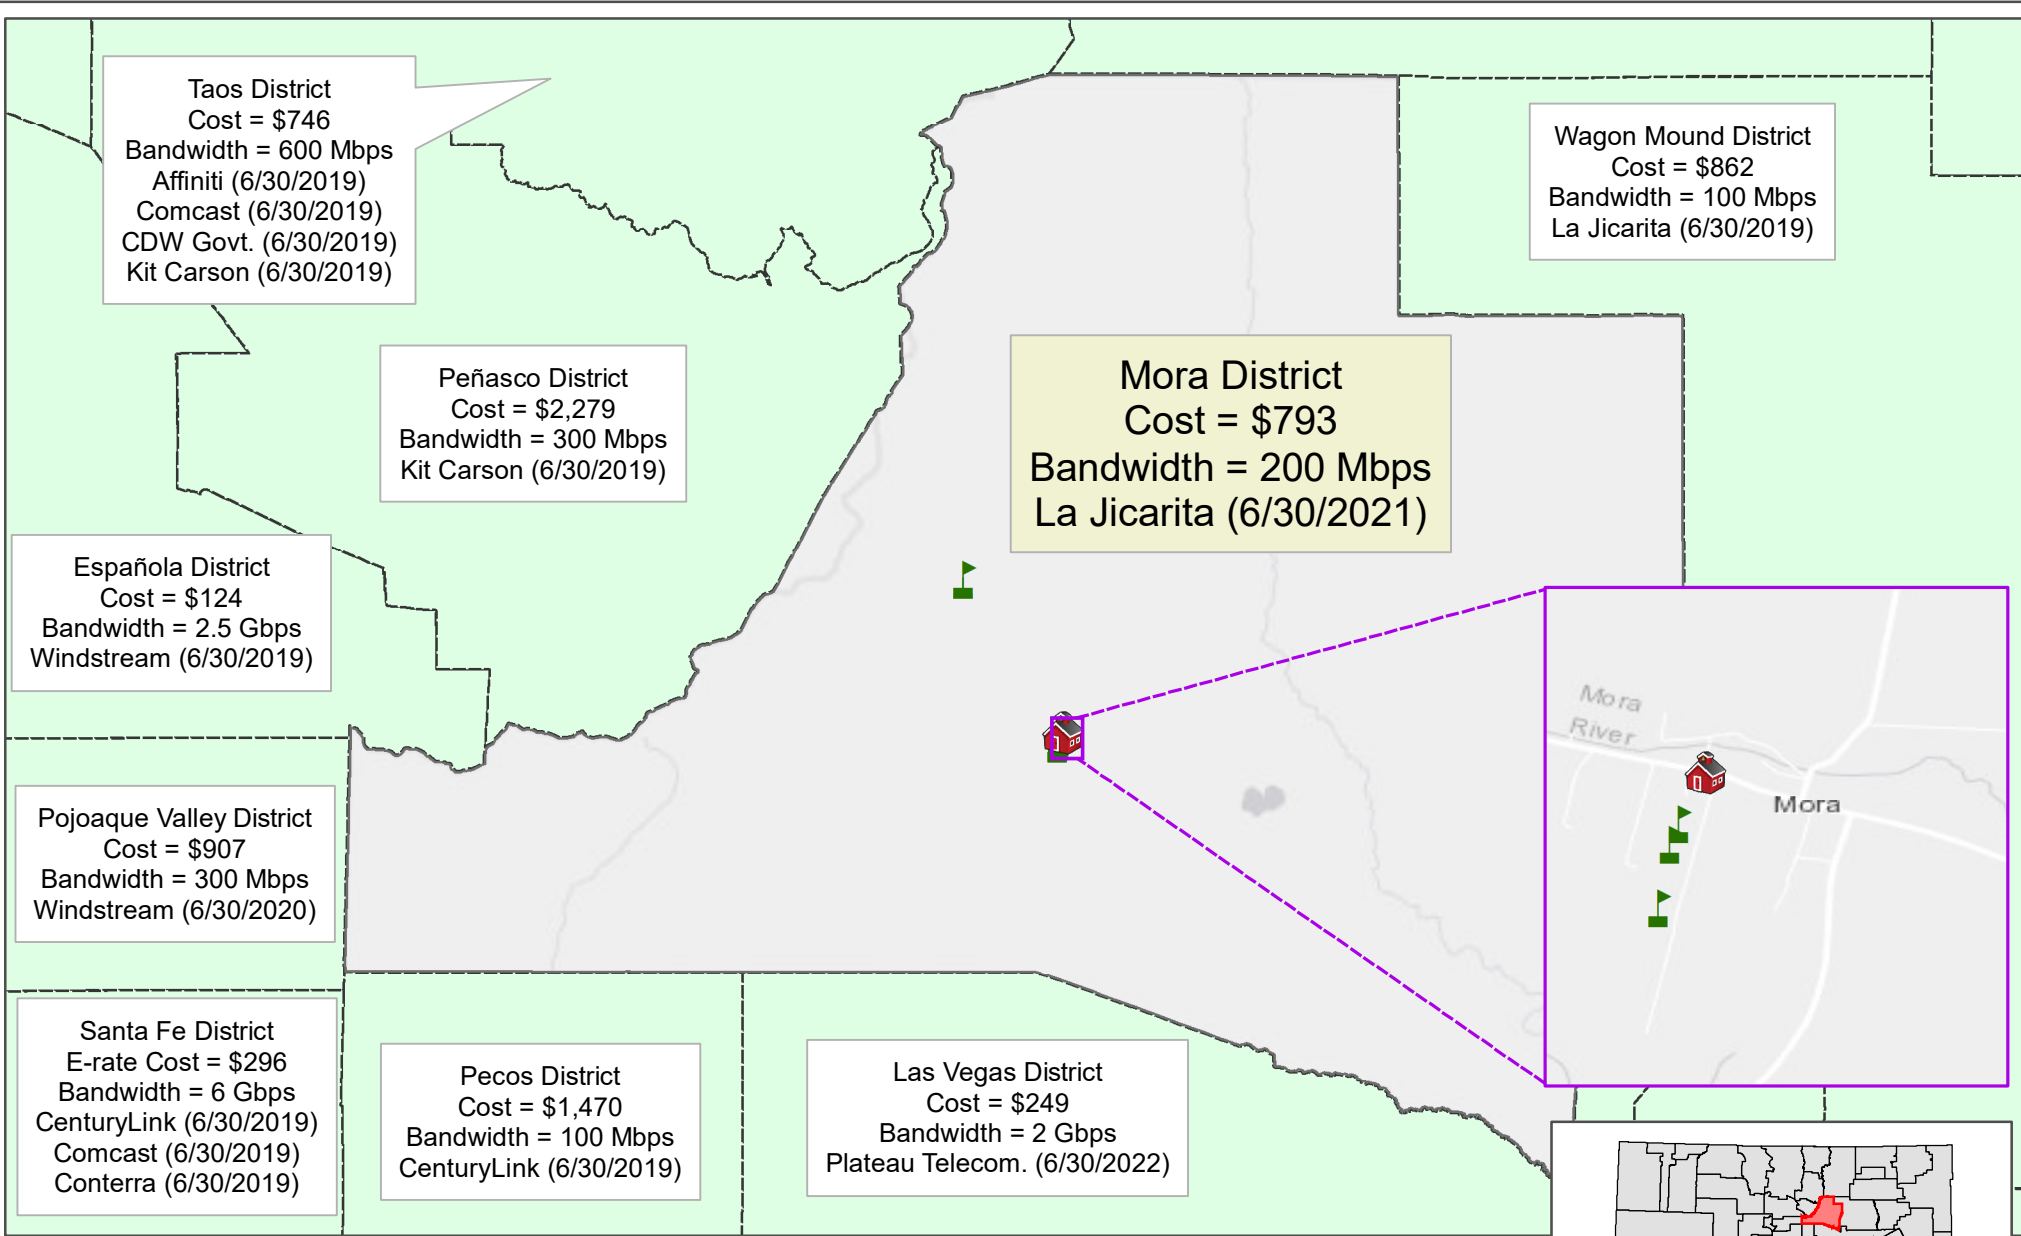 Taos District
Cost = $746
Bandwidth = 600 Mbps
Affiniti (6/30/2019)
Comcast (6/30/2019)
CDW Govt. (6/30/2019)
Kit Carson (6/30/2019)
Wagon Mound District
Cost = $862
Bandwidth = 100 Mbps
La Jicarita (6/30/2019)
Peñasco District
Cost = $2,279
Bandwidth = 300 Mbps
Kit Carson (6/30/2019)
Mora District
Cost = $793
Bandwidth = 200 Mbps
La Jicarita (6/30/2021)
Española District
Cost = $124
Bandwidth = 2.5 Gbps
Windstream (6/30/2019)
Mora
River
Mora
Pojoaque Valley District
Cost = $907
Bandwidth = 300 Mbps
Windstream (6/30/2020)
Santa Fe District
E-rate Cost = $296
Bandwidth = 6 Gbps
CenturyLink (6/30/2019)
Comcast (6/30/2019)
Conterra (6/30/2019)
Pecos District
Cost = $1,470
Bandwidth = 100 Mbps
CenturyLink (6/30/2019)
Las Vegas District
Cost = $249
Bandwidth = 2 Gbps
Plateau Telecom. (6/30/2022)